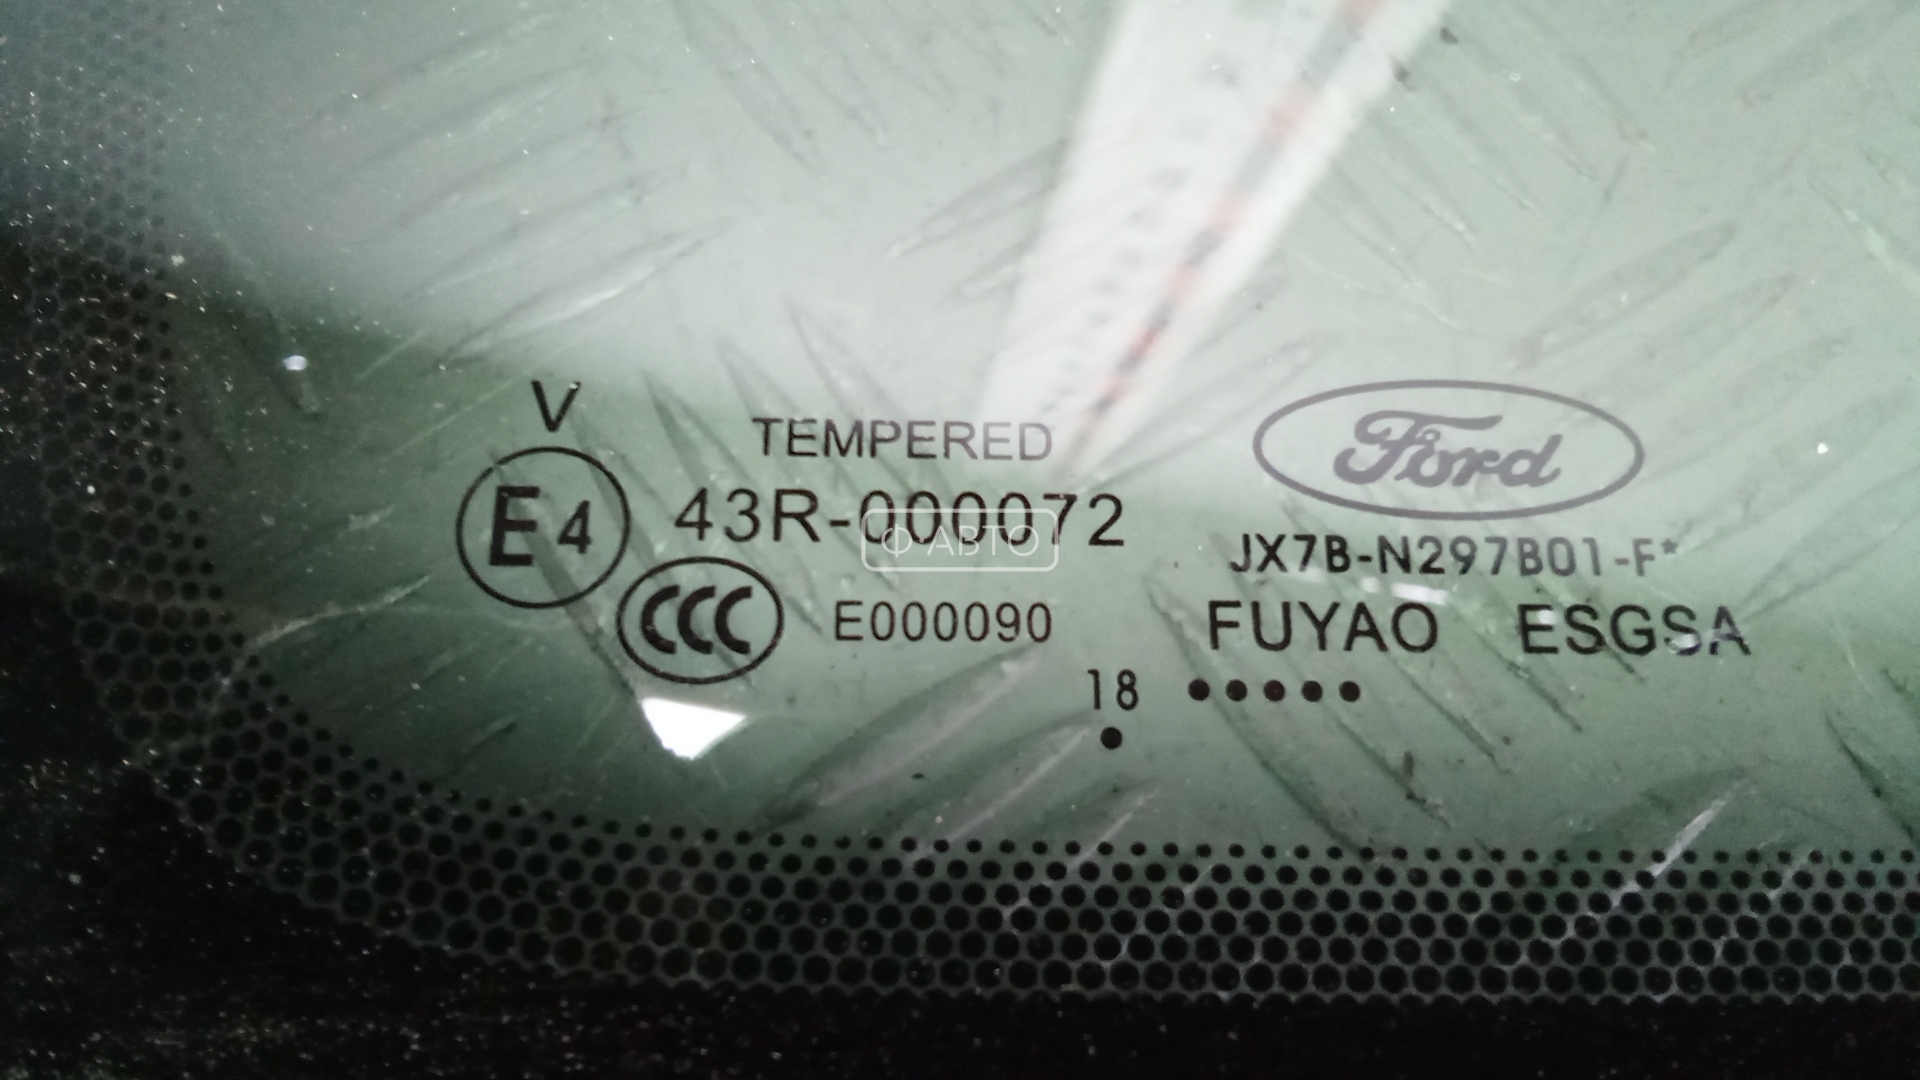 V
TEMPERED
Ford
E4
43R-000072
Ф АВТО
JX7B-N297B01-F*
CCC
E000090
FUYAO ESGSA
18 •••••
•